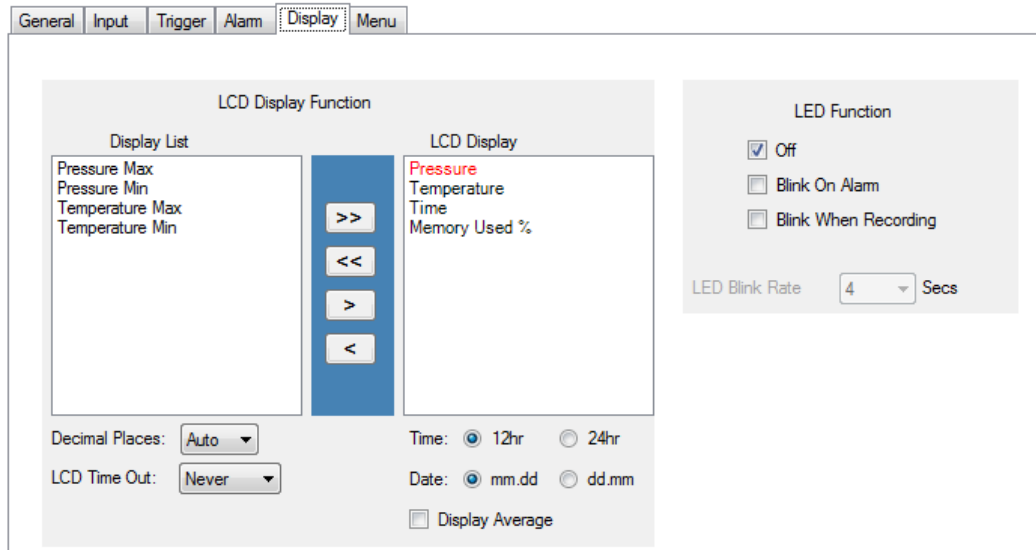 General Input Trigger Alarm Display Menu
LCD Display Function
Display List
Pressure Max
Pressure Min
Temperature Max
Temperature Min
>>
<<
>
<
LCD Display
Pressure
Temperature
Time
Memory Used %
Decimal Places: Auto
LCD Time Out: Never
Time: 12hr 24hr
Date: mm.dd dd.mm
Display Average
LED Function
Off
Blink On Alarm
Blink When Recording
LED Blink Rate 4 Secs